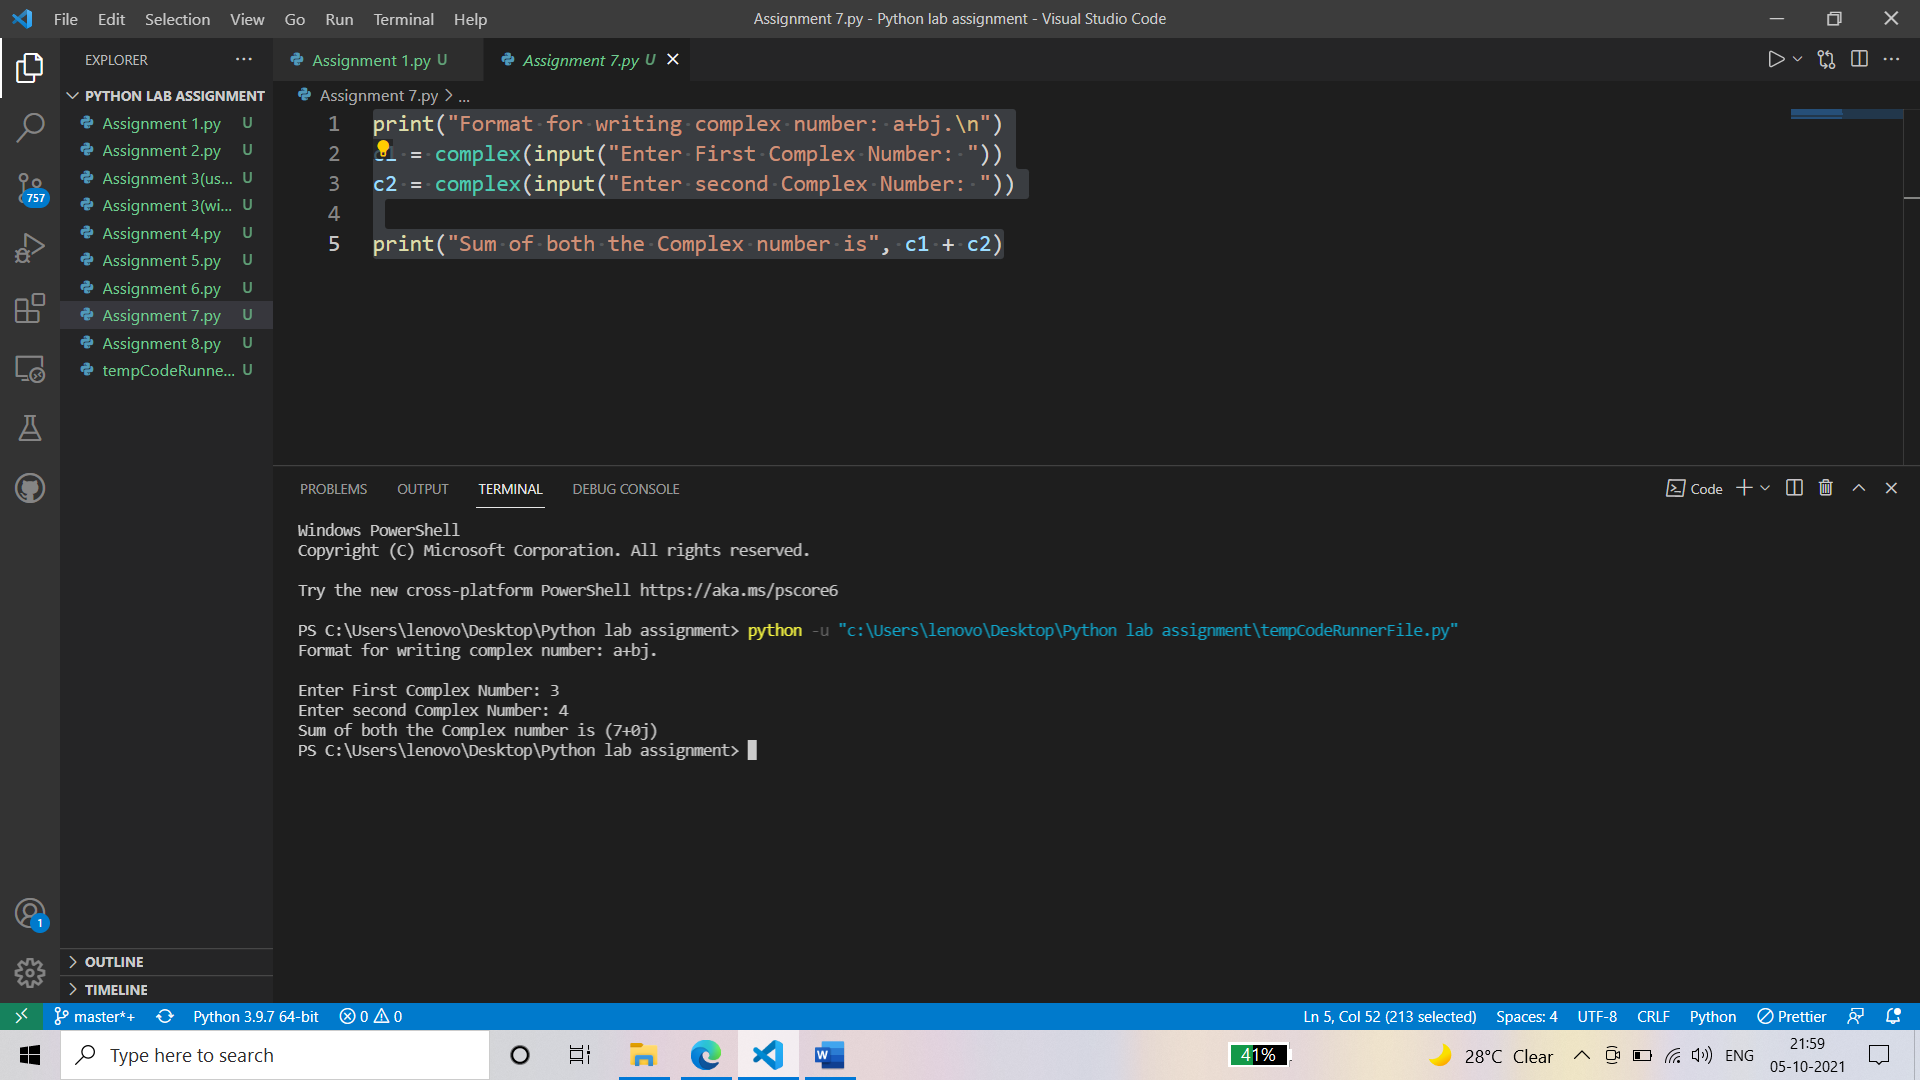 File Edit Selection View Go Run Terminal Help
Assignment 7.py - Python lab assignment - Visual Studio Code
EXPLORER
Assignment 1.py U
Assignment 7.py U
PYTHON LAB ASSIGNMENT
Assignment 7.py > ...
Assignment 1.py U
Assignment 2.py U
Assignment 3(us... U
Assignment 3(wi... U
Assignment 4.py U
Assignment 5.py U
Assignment 6.py U
Assignment 7.py U
Assignment 8.py U
tempCodeRunne... U
757
1 print("Format for writing complex number: a+bj.\n")
2 c1 = complex(input("Enter First Complex Number: "))
3 c2 = complex(input("Enter second Complex Number: "))
4
5 print("Sum of both the Complex number is", c1 + c2)
PROBLEMS OUTPUT TERMINAL DEBUG CONSOLE
Code
Windows PowerShell
Copyright (C) Microsoft Corporation. All rights reserved.
Try the new cross-platform PowerShell https://aka.ms/pscore6
PS C:\Users\lenovo\Desktop\Python lab assignment> python -u "c:\Users\lenovo\Desktop\Python lab assignment\tempCodeRunnerFile.py"
Format for writing complex number: a+bj.
Enter First Complex Number: 3
Enter second Complex Number: 4
Sum of both the Complex number is (7+0j)
PS C:\Users\lenovo\Desktop\Python lab assignment>
1
OUTLINE
TIMELINE
master*+ Python 3.9.7 64-bit 0 0
Ln 5, Col 52 (213 selected) Spaces: 4 UTF-8 CRLF Python Prettier
Type here to search
41%
28°C Clear
ENG
21:59
05-10-2021